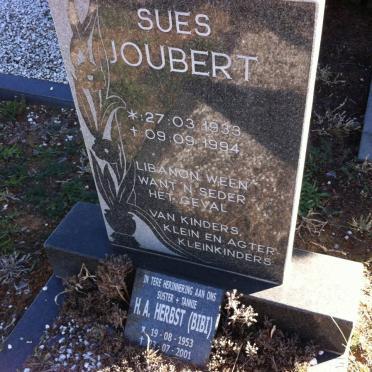 SUES
JOUBERT
* 27.03.1933
+ 09.09.1994
LIBANON WEEN
WANT 'N SEDER
HET GEVAL
VAN KINDERS
KLEIN EN AGTER
KLEINKINDERS
IN TERE HERINNERING AAN ONS
SUSTER + TANNIE
H.A. HERBST (BIBI)
* 19-08-1953
07-2001